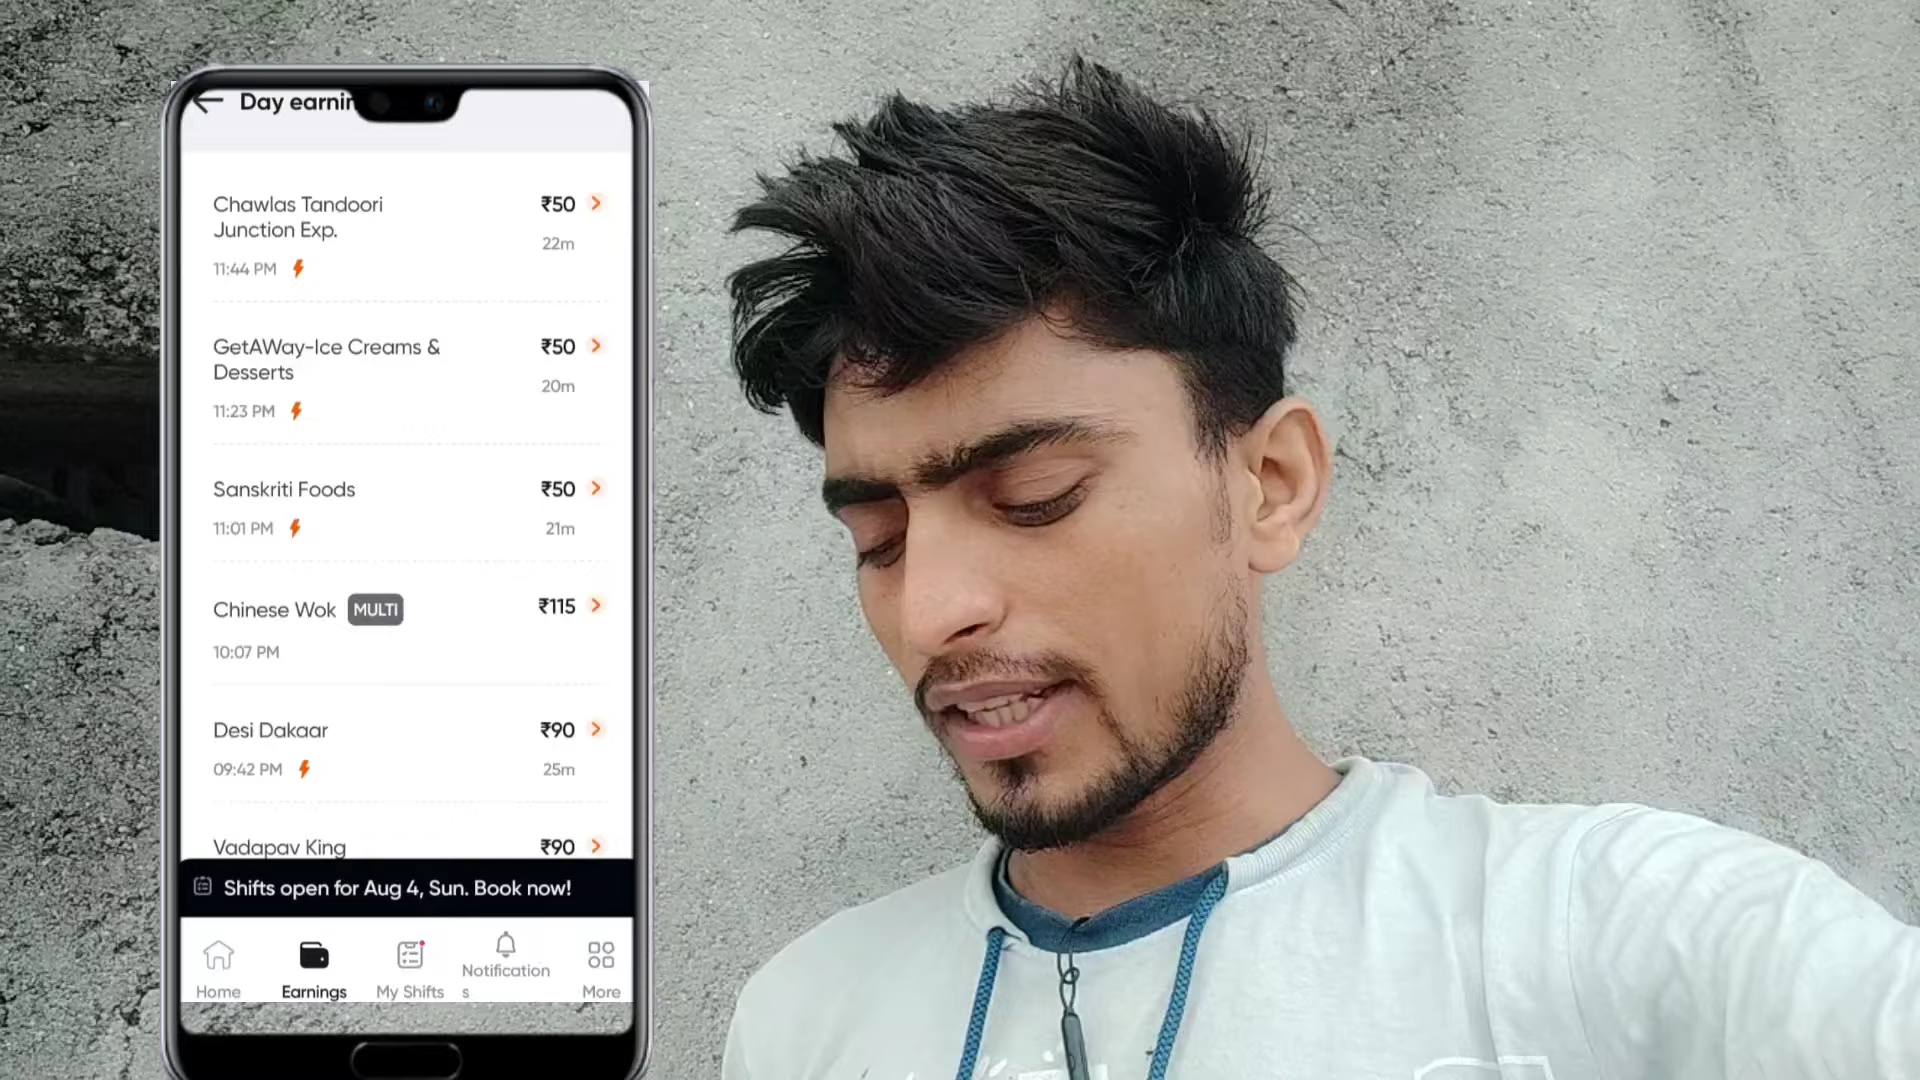 Day earnin
Chawlas Tandoori
Junction Exp.
₹50
22m
11:44 PM
GetAWay-Ice Creams &
Desserts
₹50
20m
11:23 PM
Sanskriti Foods
₹50
21m
11:01 PM
Chinese Wok MULTI
₹115
10:07 PM
Desi Dakaar
₹90
25m
09:42 PM
Vadapav King
₹90
Shifts open for Aug 4, Sun. Book now!
Home
Earnings
My Shifts
Notification
s
More